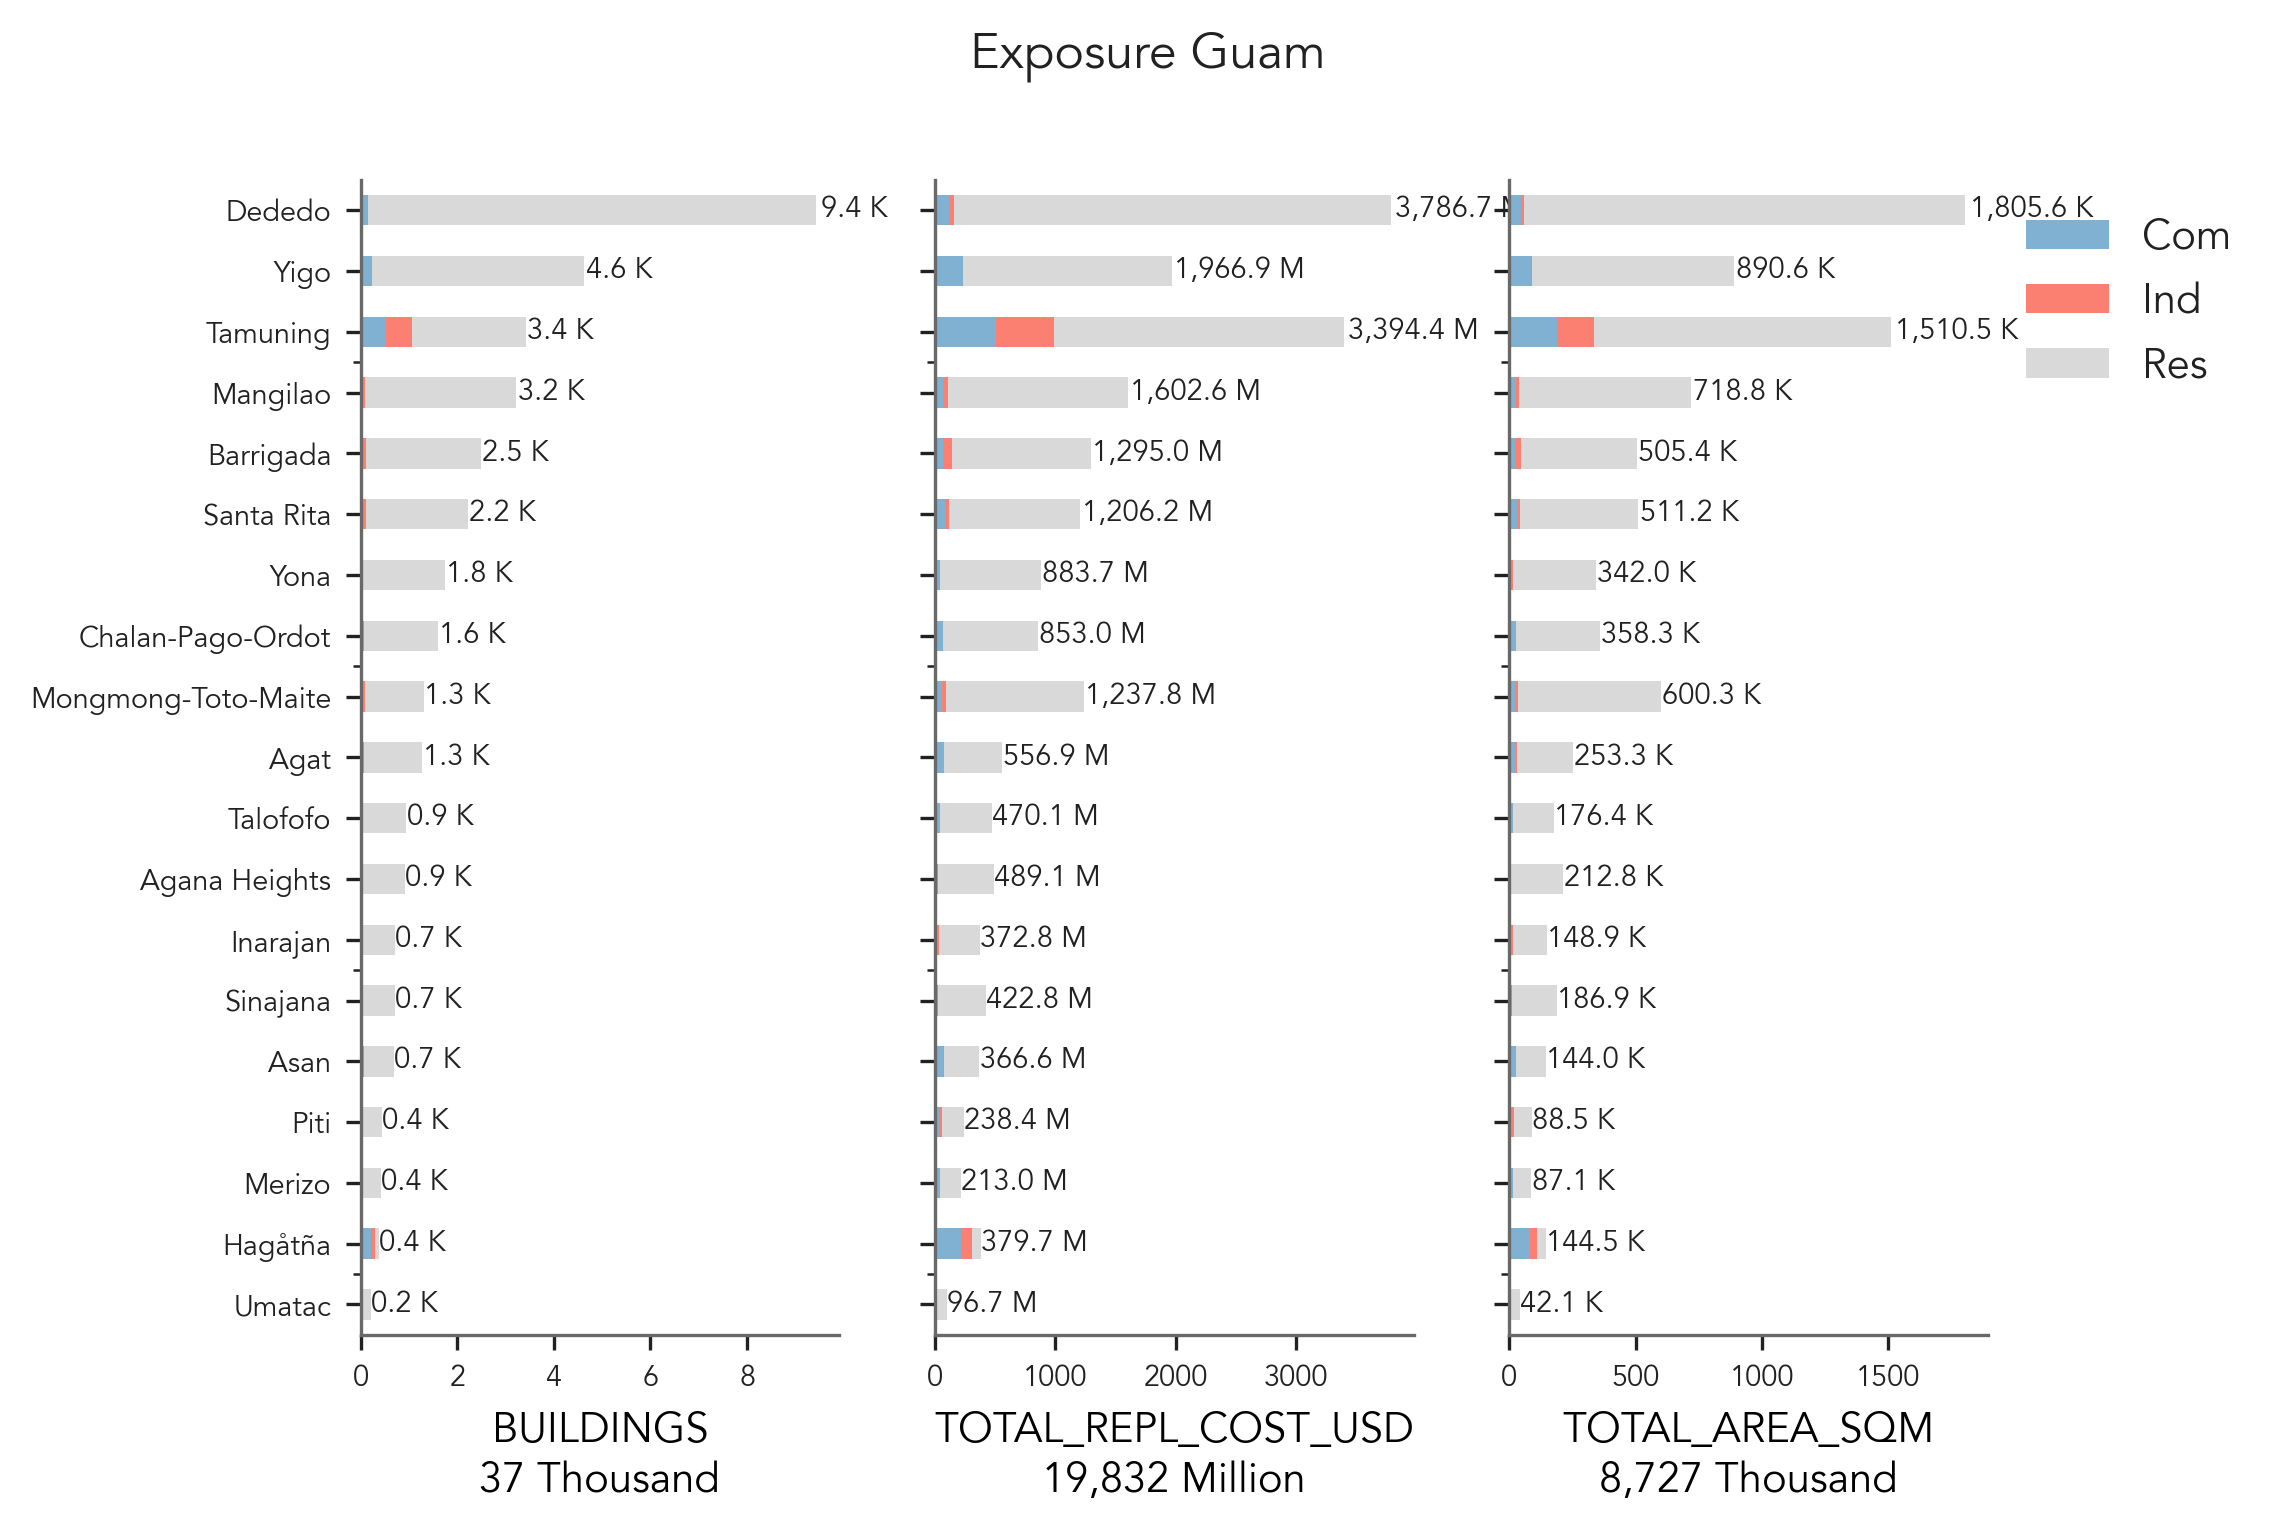 Exposure Guam
Dededo 9.4 K 3,786.7 M 1,805.6 K
Yigo 4.6 K 1,966.9 M 890.6 K
Tamuning 3.4 K 3,394.4 M 1,510.5 K
Mangilao 3.2 K 1,602.6 M 718.8 K
Barrigada 2.5 K 1,295.0 M 505.4 K
Santa Rita 2.2 K 1,206.2 M 511.2 K
Yona 1.8 K 883.7 M 342.0 K
Chalan-Pago-Ordot 1.6 K 853.0 M 358.3 K
Mongmong-Toto-Maite 1.3 K 1,237.8 M 600.3 K
Agat 1.3 K 556.9 M 253.3 K
Talofofo 0.9 K 470.1 M 176.4 K
Agana Heights 0.9 K 489.1 M 212.8 K
Inarajan 0.7 K 372.8 M 148.9 K
Sinajana 0.7 K 422.8 M 186.9 K
Asan 0.7 K 366.6 M 144.0 K
Piti 0.4 K 238.4 M 88.5 K
Merizo 0.4 K 213.0 M 87.1 K
Hagåtña 0.4 K 379.7 M 144.5 K
Umatac 0.2 K 96.7 M 42.1 K
0 2 4 6 8
BUILDINGS
37 Thousand
0 1000 2000 3000
TOTAL_REPL_COST_USD
19,832 Million
0 500 1000 1500
TOTAL_AREA_SQM
8,727 Thousand
Com
Ind
Res